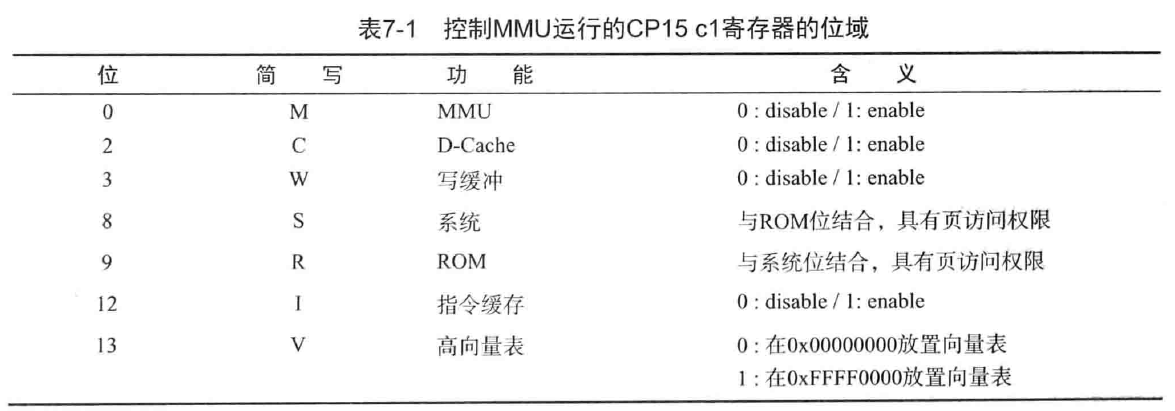 表7-1 控制MMU运行的CP15 c1寄存器的位域
位 简写 功能 含义
0 M MMU 0 : disable / 1: enable
2 C D-Cache 0 : disable / 1: enable
3 W 写缓冲 0 : disable / 1: enable
8 S 系统 与ROM位结合，具有页访问权限
9 R ROM 与系统位结合，具有页访问权限
12 I 指令缓存 0 : disable / 1: enable
13 V 高向量表 0 : 在0x00000000放置向量表
1 : 在0xFFFF0000放置向量表